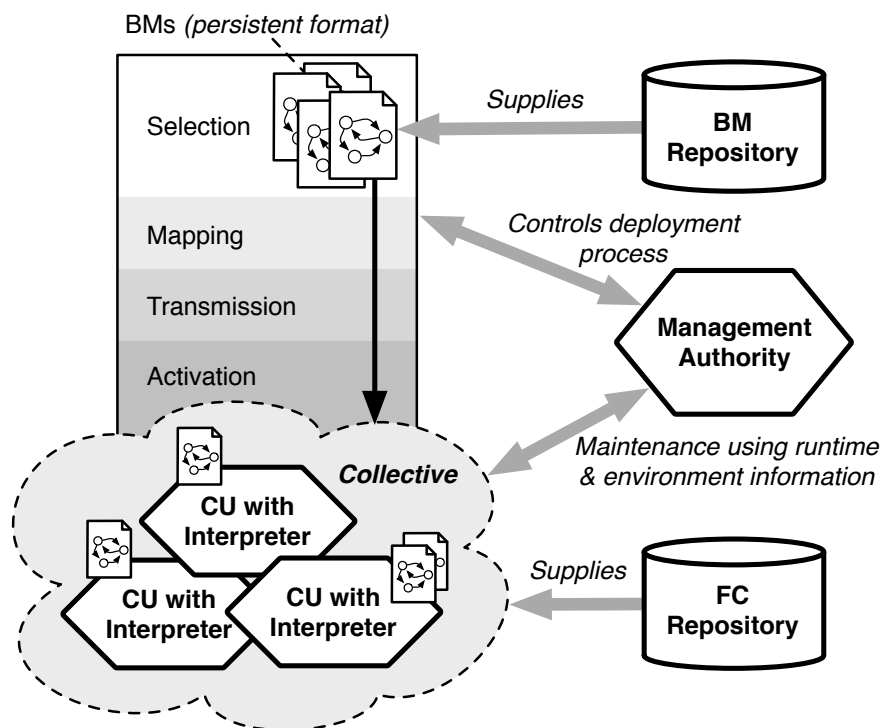 BMs (persistent format)
Selection
Supplies
BM
Repository
Mapping
Controls deployment
process
Transmission
Management
Authority
Activation
Collective
Maintenance using runtime
& environment information
CU with
Interpreter
CU with
Interpreter
CU with
Interpreter
Supplies
FC
Repository